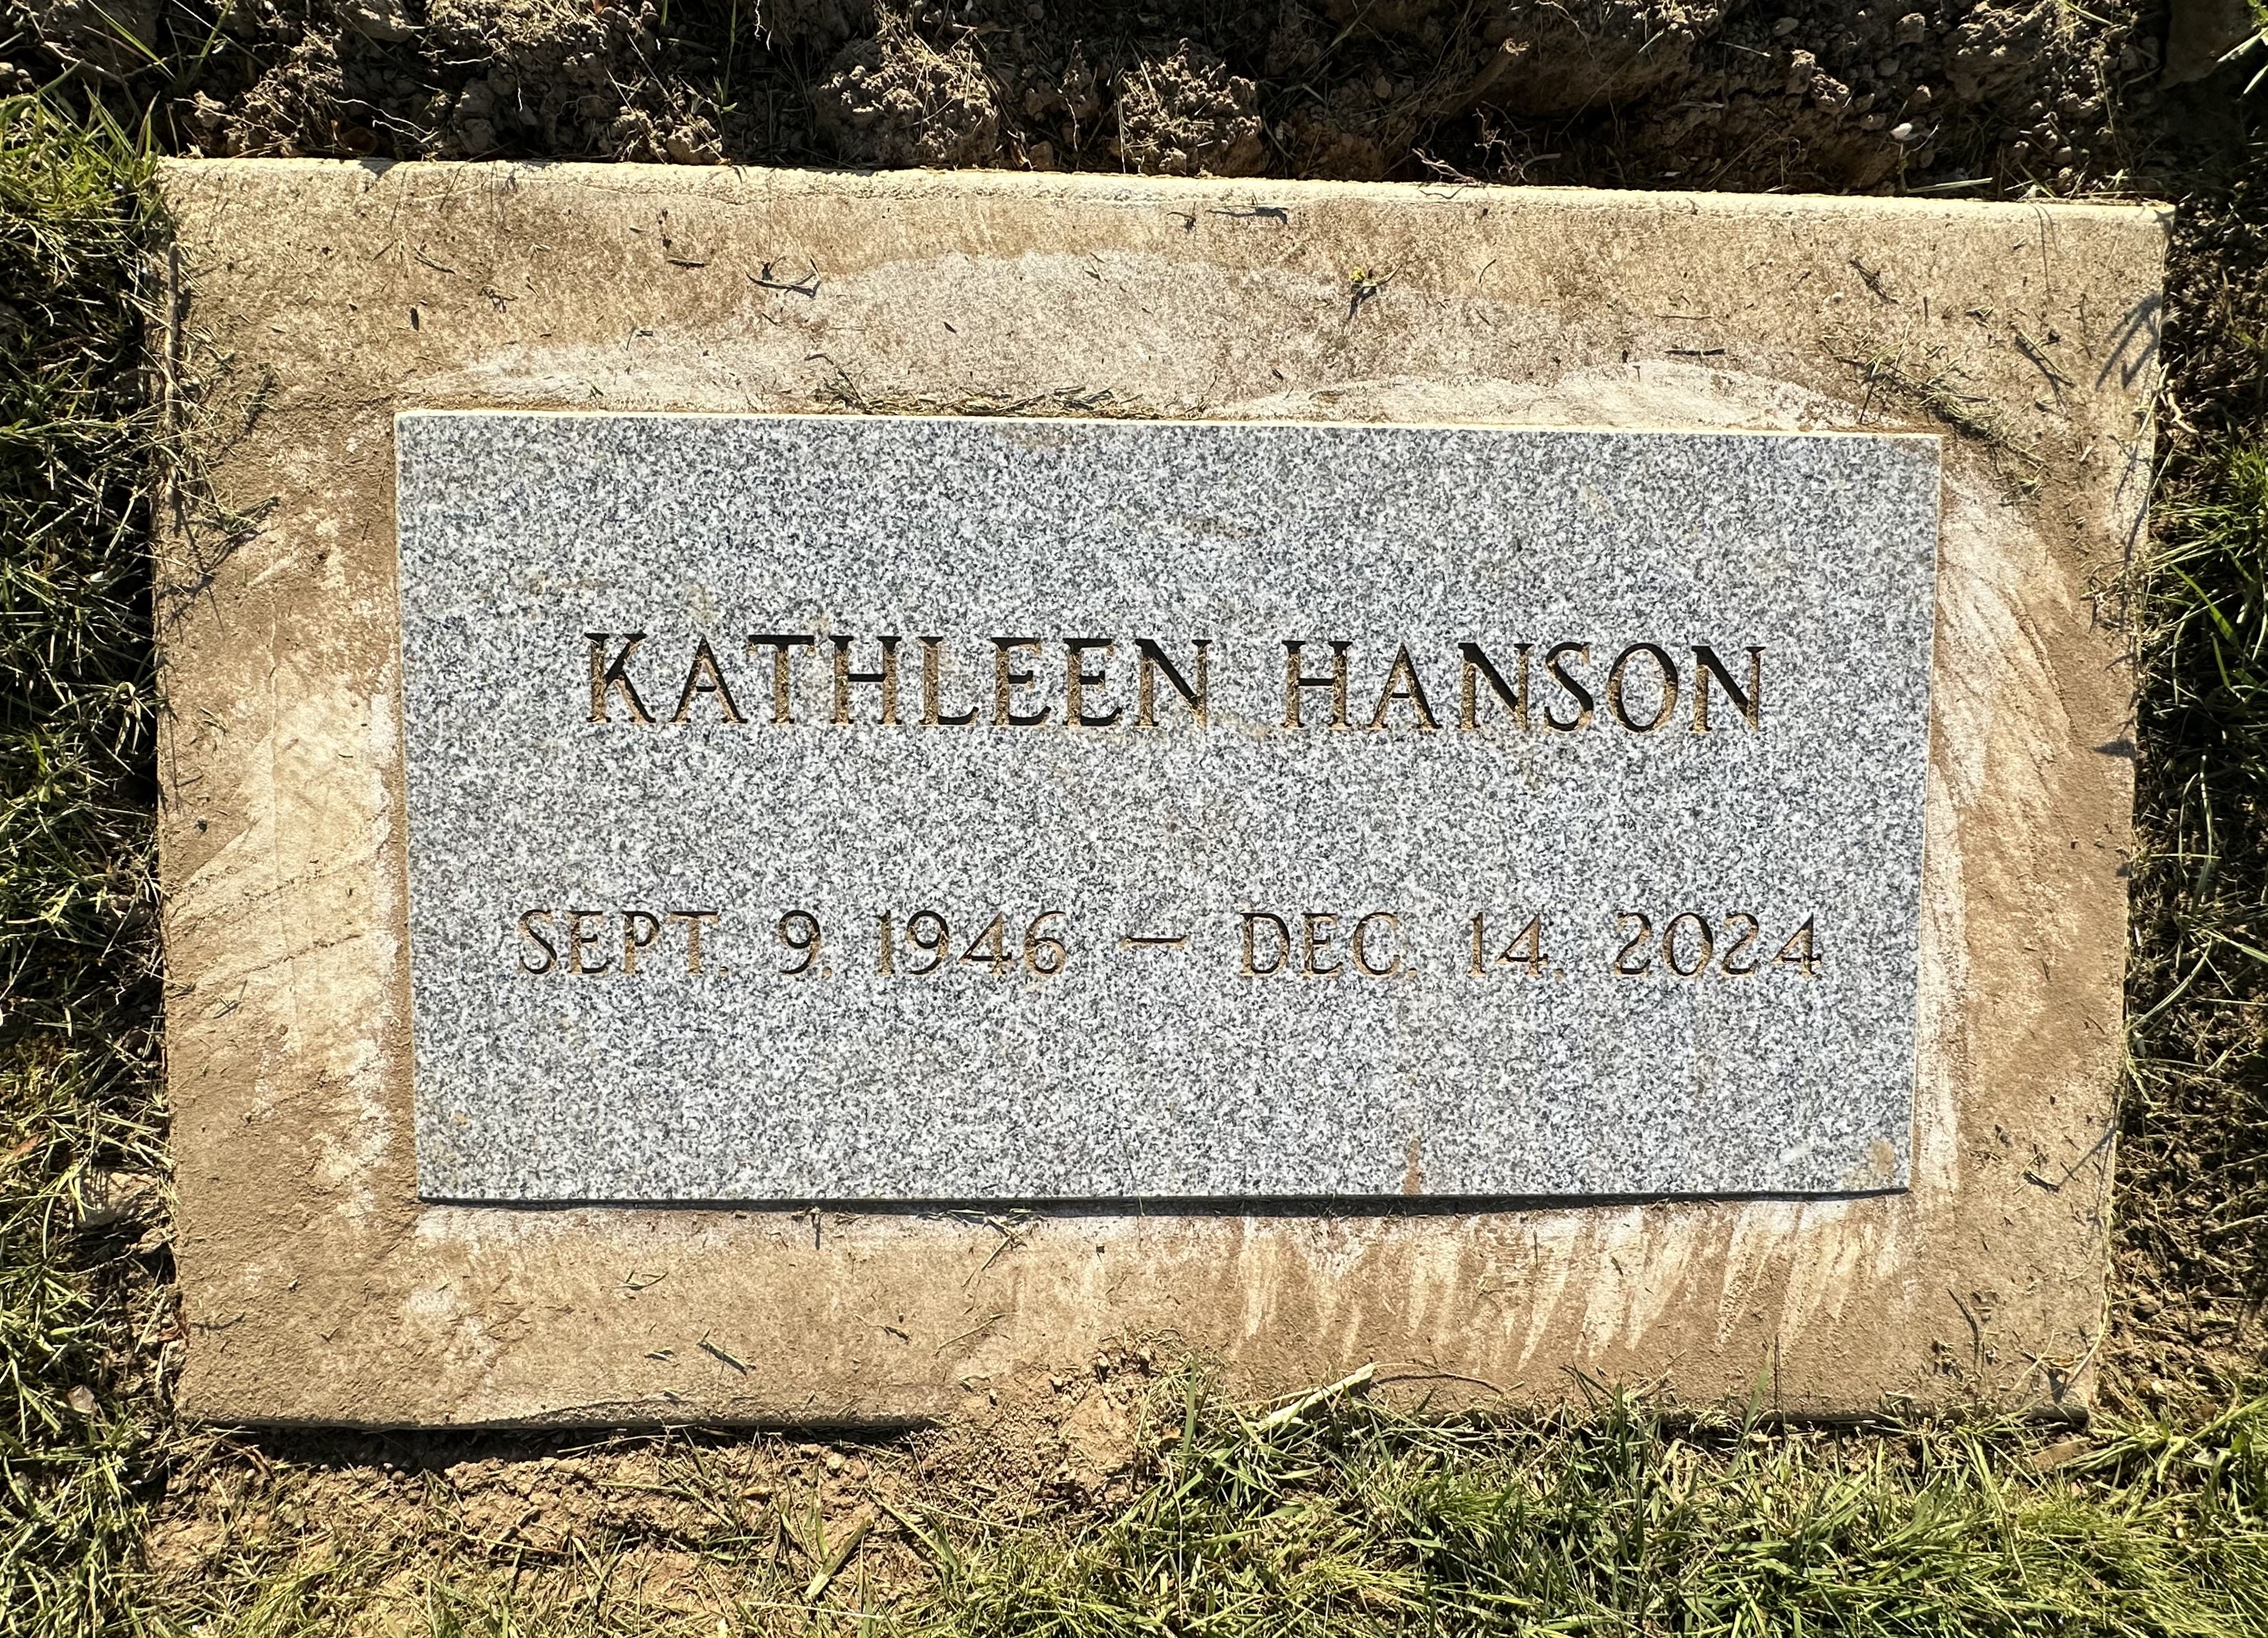 KATHLEEN HANSON
SEPT. 9, 1946 — DEC. 14, 2024